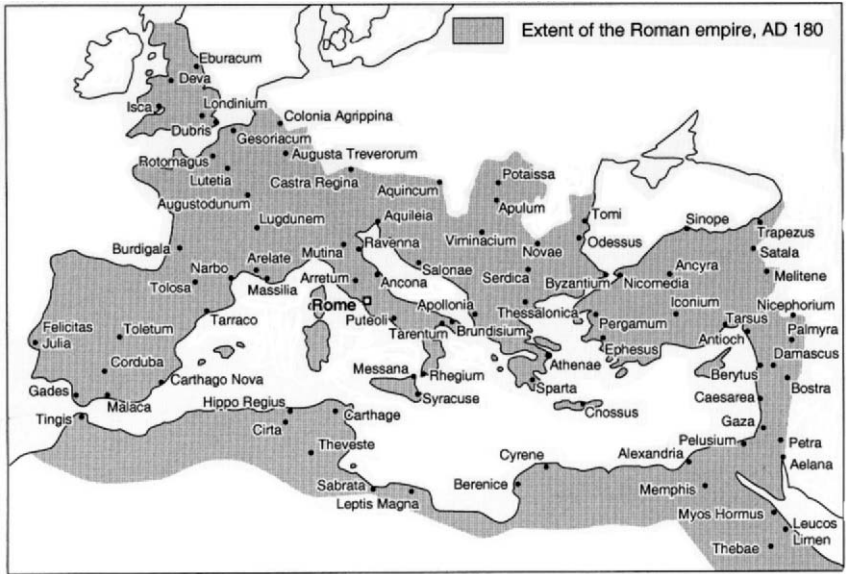 Extent of the Roman empire, AD 180
Eburacum
Deva
Isca
Londinium
Dubris
Colonia Agrippina
Gesoriacum
Rotomagus
Augusta Treverorum
Lutetia
Castra Regina
Aquincum
Potaissa
Augustodunum
Apulum
Lugdunem
Aquileia
Tomi
Sinope
Trapezus
Burdigala
Mutina
Ravenna
Viminacium
Novae
Odessus
Satala
Narbo
Arelate
Arretum
Salonae
Serdica
Ancyra
Melitene
Tolosa
Massilia
Ancona
Byzantium
Nicomedia
Rome
Apollonia
Thessalonica
Iconium
Nicephorium
Felicitas
Julia
Toletum
Tarraco
Puteoli
Tarentum
Brundisium
Pergamum
Tarsus
Antioch
Palmyra
Corduba
Ephesus
Damascus
Gades
Carthago Nova
Messana
Rhegium
Athenae
Sparta
Berytus
Bostra
Malaca
Hippo Regius
Syracuse
Caesarea
Tingis
Cirta
Carthage
Cnossus
Gaza
Theveste
Cyrene
Alexandria
Pelusium
Petra
Aelana
Sabrata
Leptis Magna
Berenice
Memphis
Myos Hormus
Leucos
Limen
Thebae